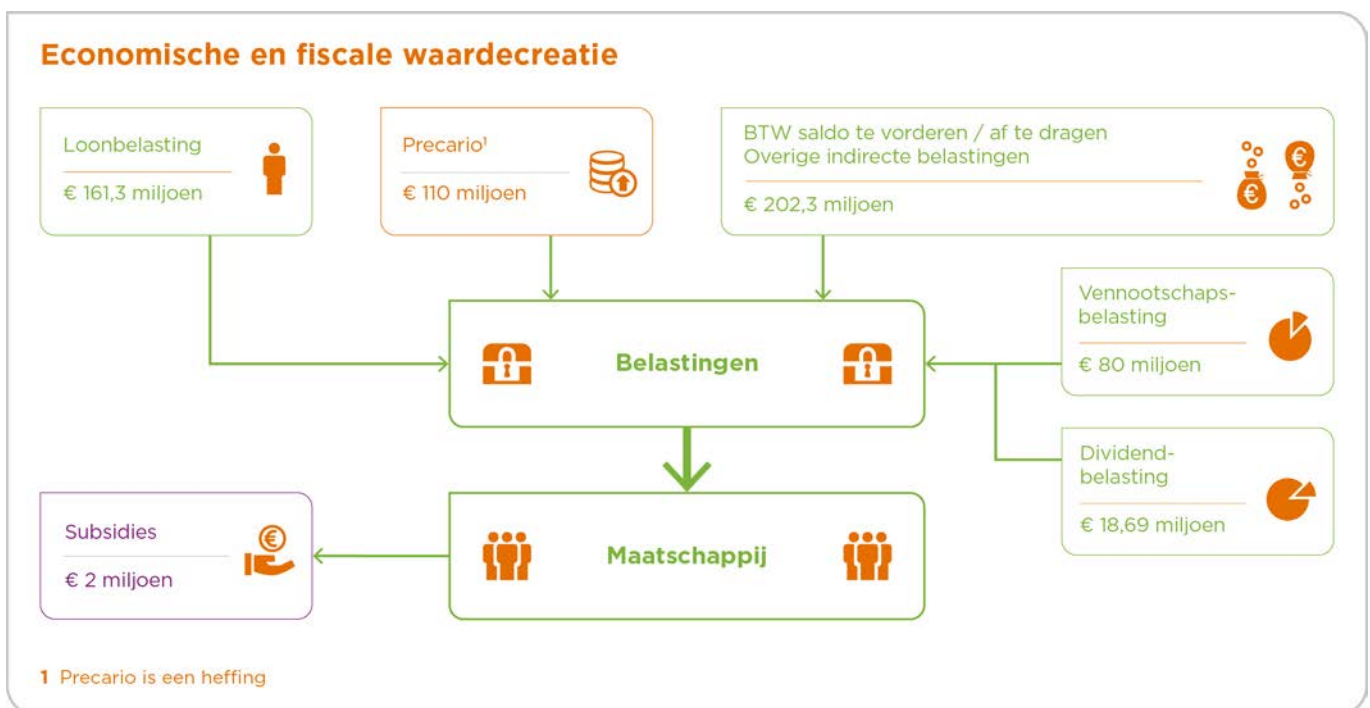 Economische en fiscale waardecreatie
Loonbelasting
€ 161,3 miljoen
Precario¹
€ 110 miljoen
BTW saldo te vorderen / af te dragen
Overige indirecte belastingen
€ 202,3 miljoen
Vennootschaps-
belasting
€ 80 miljoen
Belastingen
Dividend-
belasting
€ 18,69 miljoen
Subsidies
€ 2 miljoen
Maatschappij
1 Precario is een heffing